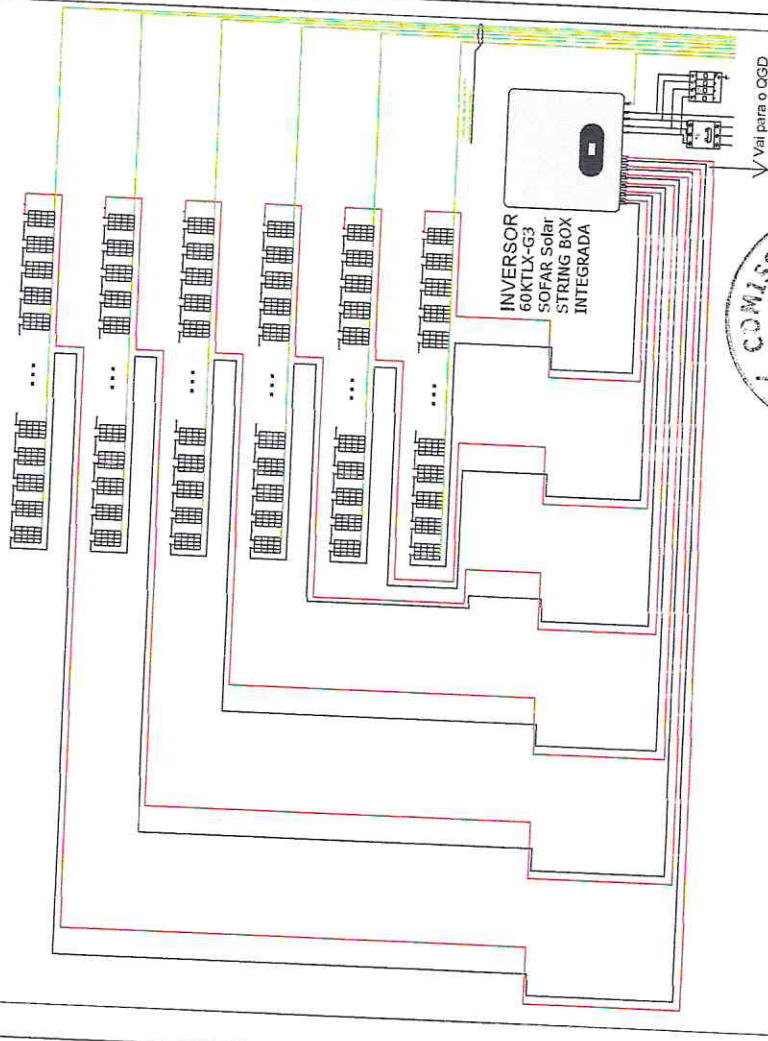 INVERSOR
60KTLX-G3
SOFAR Solar
STRING BOX
INTEGRADA
Vai para o QGD